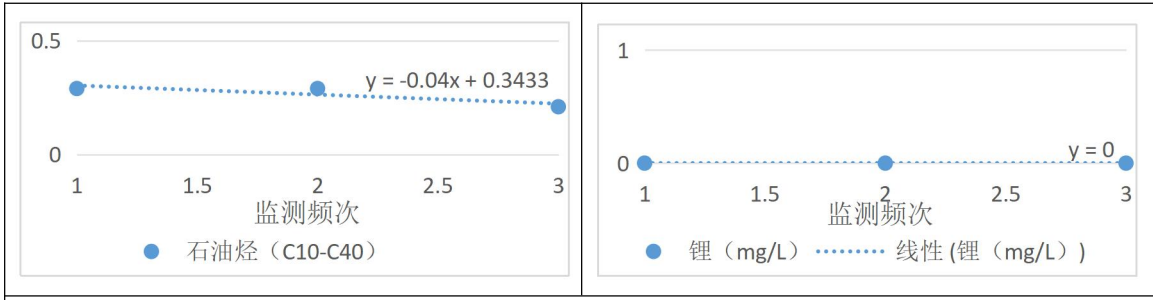 0.5
y = -0.04x + 0.3433
0
1 1.5 2 2.5 3
监测频次
石油烃（C10-C40）
1
y = 0
0
1 1.5 2 2.5 3
监测频次
锂（mg/L） 线性 (锂（mg/L）)